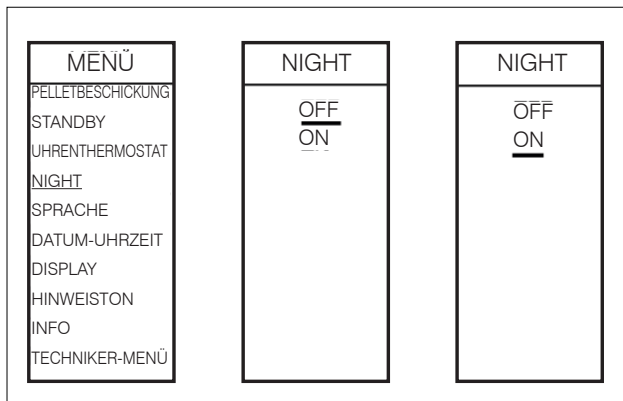 MENÜ
PELLETBESCHICKUNG
STANDBY
UHRENTHERMOSTAT
NIGHT
SPRACHE
DATUM-UHRZEIT
DISPLAY
HINWEISTON
INFO
TECHNIKER-MENÜ
NIGHT
OFF
ON
NIGHT
OFF
ON